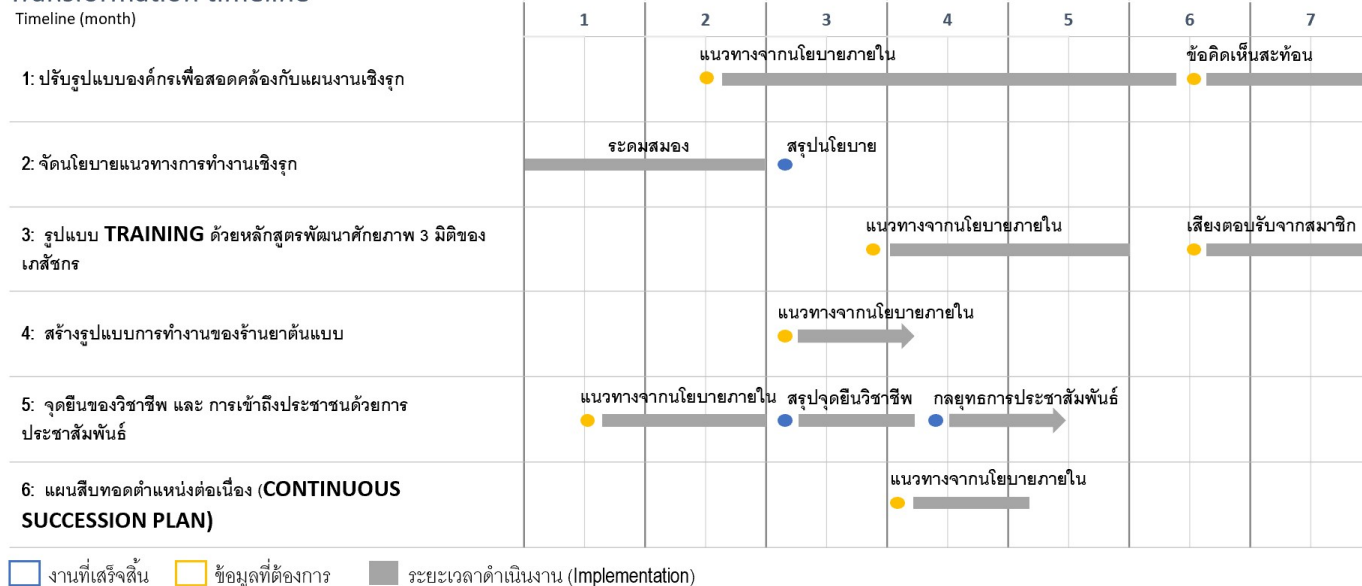 Transformation timeline
Timeline (month)
1 2 3 4 5 6 7
1: ปรับรูปแบบองค์กรเพื่อสอดคล้องกับแผนงานเชิงรุก
แนวทางจากนโยบายภายใน
ข้อคิดเห็นสะท้อน
2: จัดนโยบายแนวทางการทำงานเชิงรุก
ระดมสมอง
สรุปนโยบาย
3: รูปแบบ TRAINING ด้วยหลักสูตรพัฒนาศักยภาพ 3 มิติของ
เภสัชกร
แนวทางจากนโยบายภายใน
เสียงตอบรับจากสมาชิก
4: สร้างรูปแบบการทำงานของร้านยาต้นแบบ
แนวทางจากนโยบายภายใน
5: จุดยืนของวิชาชีพ และ การเข้าถึงประชาชนด้วยการ
ประชาสัมพันธ์
แนวทางจากนโยบายภายใน
สรุปจุดยืนวิชาชีพ
กลยุทธการประชาสัมพันธ์
6: แผนสืบทอดตำแหน่งต่อเนื่อง (CONTINUOUS
SUCCESSION PLAN)
แนวทางจากนโยบายภายใน
งานที่เสร็จสิ้น
ข้อมูลที่ต้องการ
ระยะเวลาดำเนินงาน (Implementation)